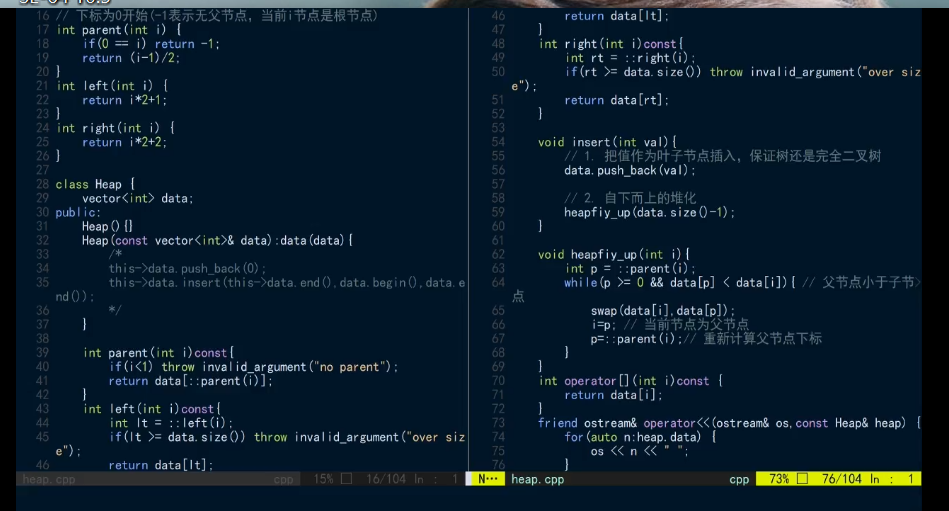 16 // 下标为0开始(-1表示无父节点，当前i节点是根节点)
17 int parent(int i) {
18     if(0 == i) return -1;
19     return (i-1)/2;
20 }
21 int left(int i) {
22     return i*2+1;
23 }
24 int right(int i) {
25     return i*2+2;
26 }
27
28 class Heap {
29     vector<int> data;
30 public:
31     Heap(){}
32     Heap(const vector<int>& data):data(data){
33         /*
34         this->data.push_back(0);
35         this->data.insert(this->data.end(),data.begin(),data.e
nd());
36         */
37     }
38
39     int parent(int i)const{
40         if(i<1) throw invalid_argument("no parent");
41         return data[::parent(i)];
42     }
43     int left(int i)const{
44         int lt = ::left(i);
45         if(lt >= data.size()) throw invalid_argument("over siz
e");
46         return data[lt];
heap.cpp cpp 15% 16/104 ln : 1
46         return data[lt];
47     }
48     int right(int i)const{
49         int rt = ::right(i);
50         if(rt >= data.size()) throw invalid_argument("over siz
e");
51         return data[rt];
52     }
53
54     void insert(int val){
55         // 1. 把值作为叶子节点插入，保证树还是完全二叉树
56         data.push_back(val);
57
58         // 2. 自下而上的堆化
59         heapfiy_up(data.size()-1);
60     }
61
62     void heapfiy_up(int i){
63         int p = ::parent(i);
64         while(p >= 0 && data[p] < data[i]){ // 父节点小于子节
点
65             swap(data[i],data[p]);
66             i=p; // 当前节点为父节点
67             p=::parent(i);// 重新计算父节点下标
68         }
69     }
70     int operator[](int i)const {
71         return data[i];
72     }
73     friend ostream& operator<<(ostream& os,const Heap& heap) {
74         for(auto n:heap.data) {
75             os << n << " ";
76         }
N… heap.cpp cpp 73% 76/104 ln : 1